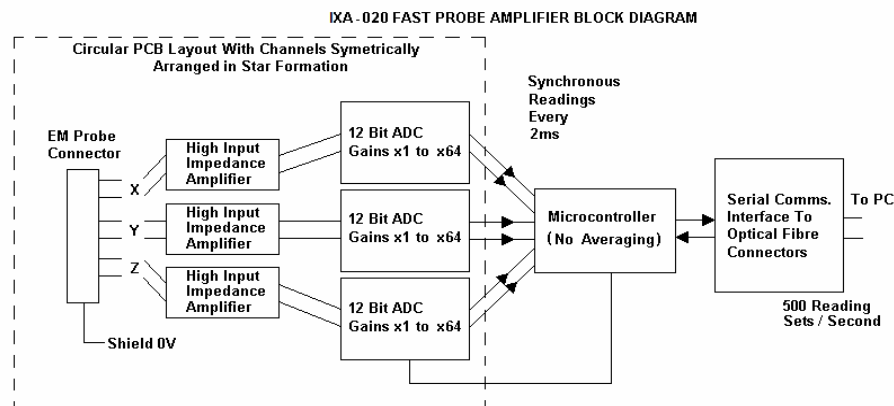 IXA-020 FAST PROBE AMPLIFIER BLOCK DIAGRAM
Circular PCB Layout With Channels Symetrically
Arranged in Star Formation
EM Probe
Connector
X
Y
Z
Shield 0V
High Input
Impedance
Amplifier
High Input
Impedance
Amplifier
High Input
Impedance
Amplifier
12 Bit ADC
Gains x1 to x64
12 Bit ADC
Gains x1 to x64
12 Bit ADC
Gains x1 to x64
Synchronous
Readings
Every
2ms
Microcontroller
(No Averaging)
Serial Comms.
Interface To
Optical Fibre
Connectors
To PC
500 Reading
Sets / Second